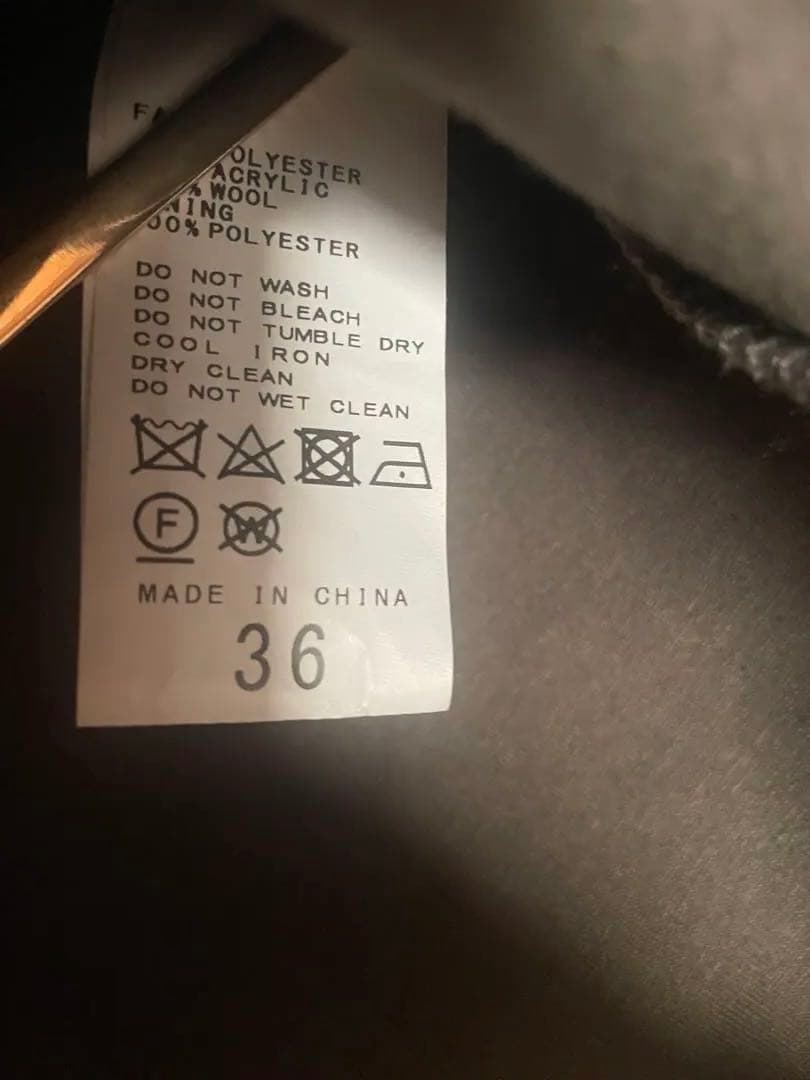 ACRYLIC
WOOL
% POLYESTER
DO NOT WASH
DO NOT BLEACH
DO NOT TUMBLE DRY
COOL IRON
DRY CLEAN
DO NOT WET CLEAN
F W
MADE IN CHINA
36